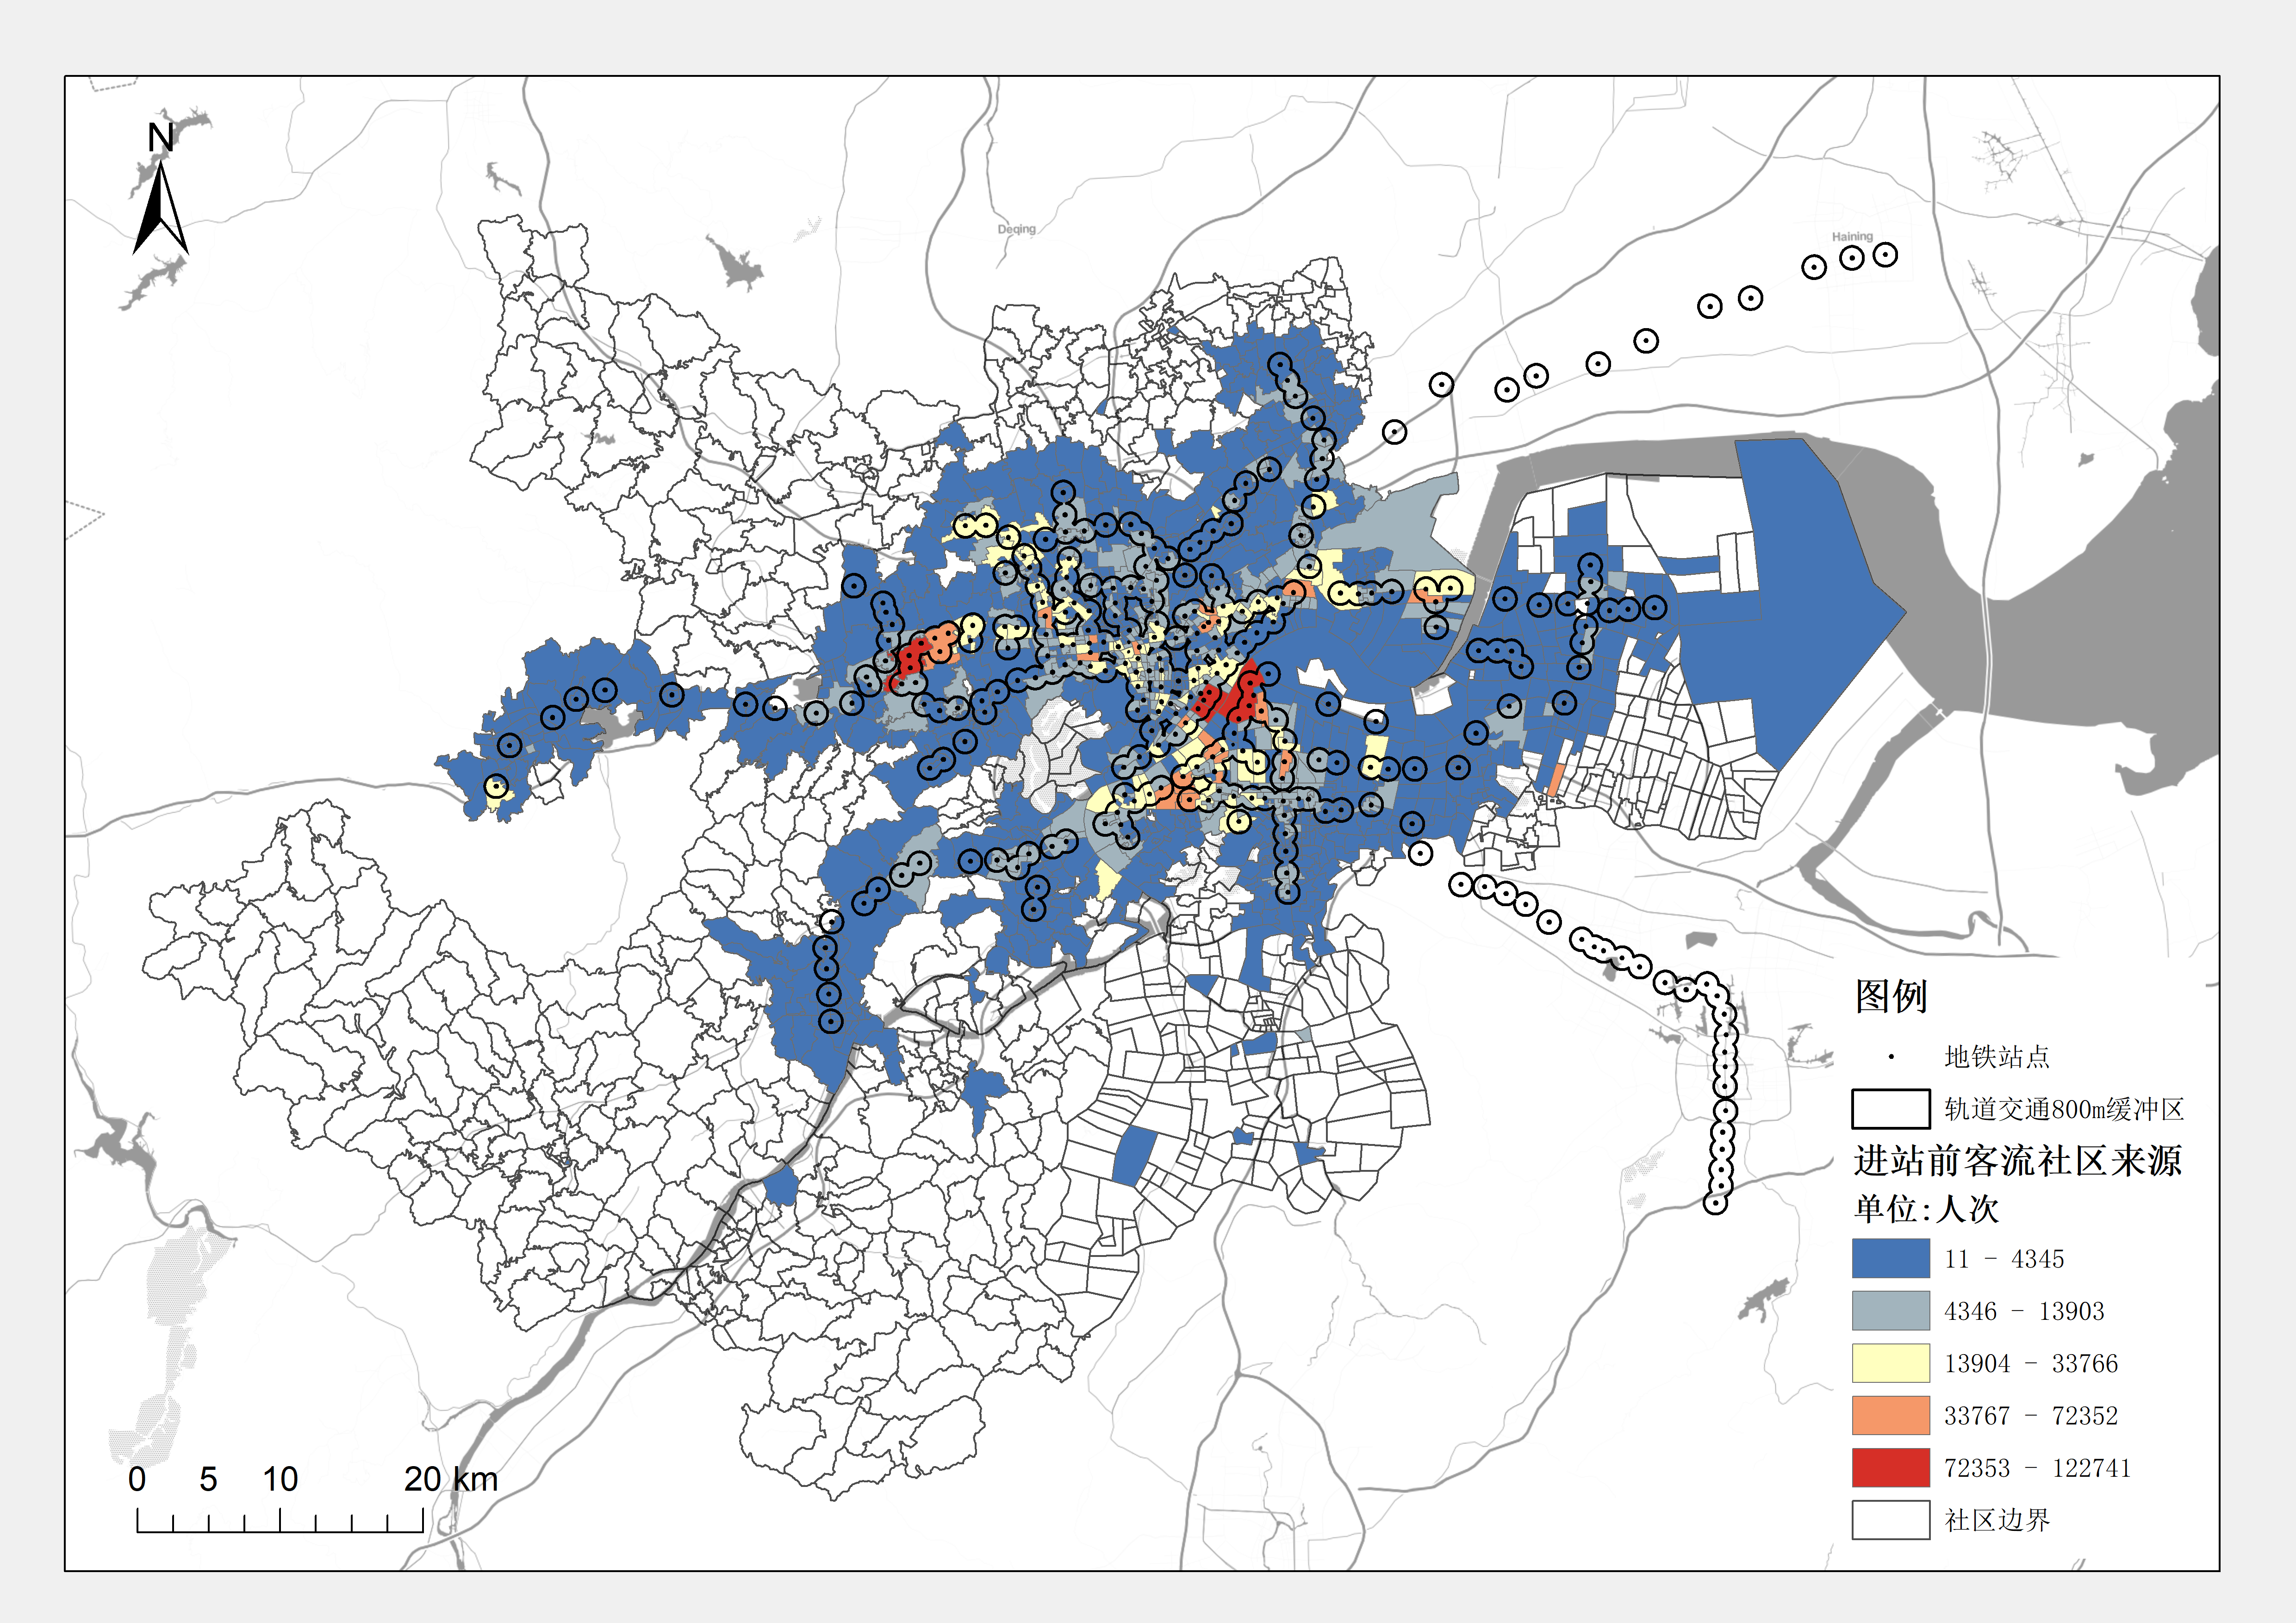 N
Deqing
Haining
图例
地铁站点
轨道交通800m缓冲区
进站前客流社区来源
单位:人次
11 - 4345
4346 - 13903
13904 - 33766
33767 - 72352
72353 - 122741
社区边界
0 5 10 20 km